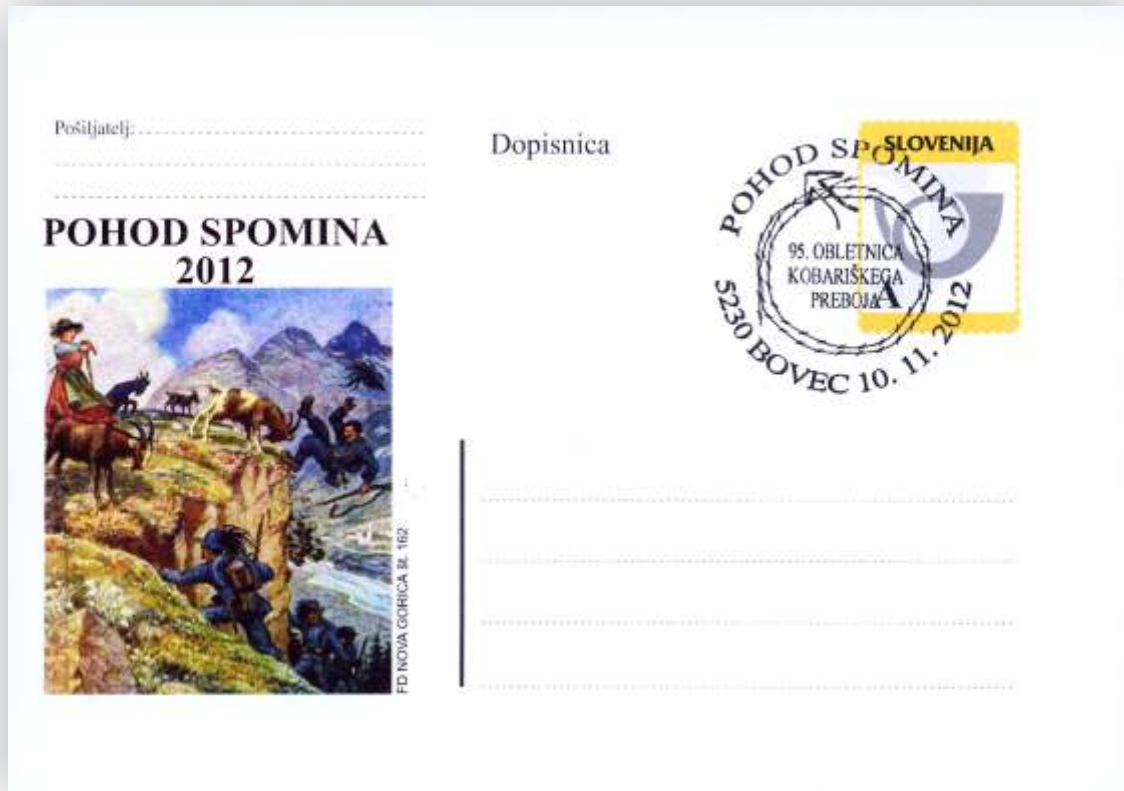 Pošiljatelj:
POHOD SPOMINA
2012
FD NOVA GORICA št. 162
Dopisnica
SLOVENIJA
A
POHOD SPOMINA
95. OBLETNICA
KOBARIŠKEGA
PREBOJA
5230 BOVEC 10. 11. 2012